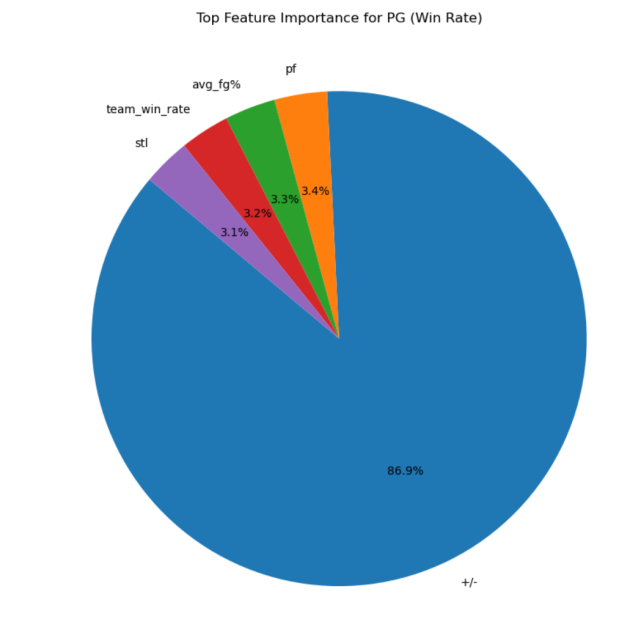 Top Feature Importance for PG (Win Rate)
pf
avg_fg%
team_win_rate
stl
3.4%
3.3%
3.2%
3.1%
86.9%
+/-